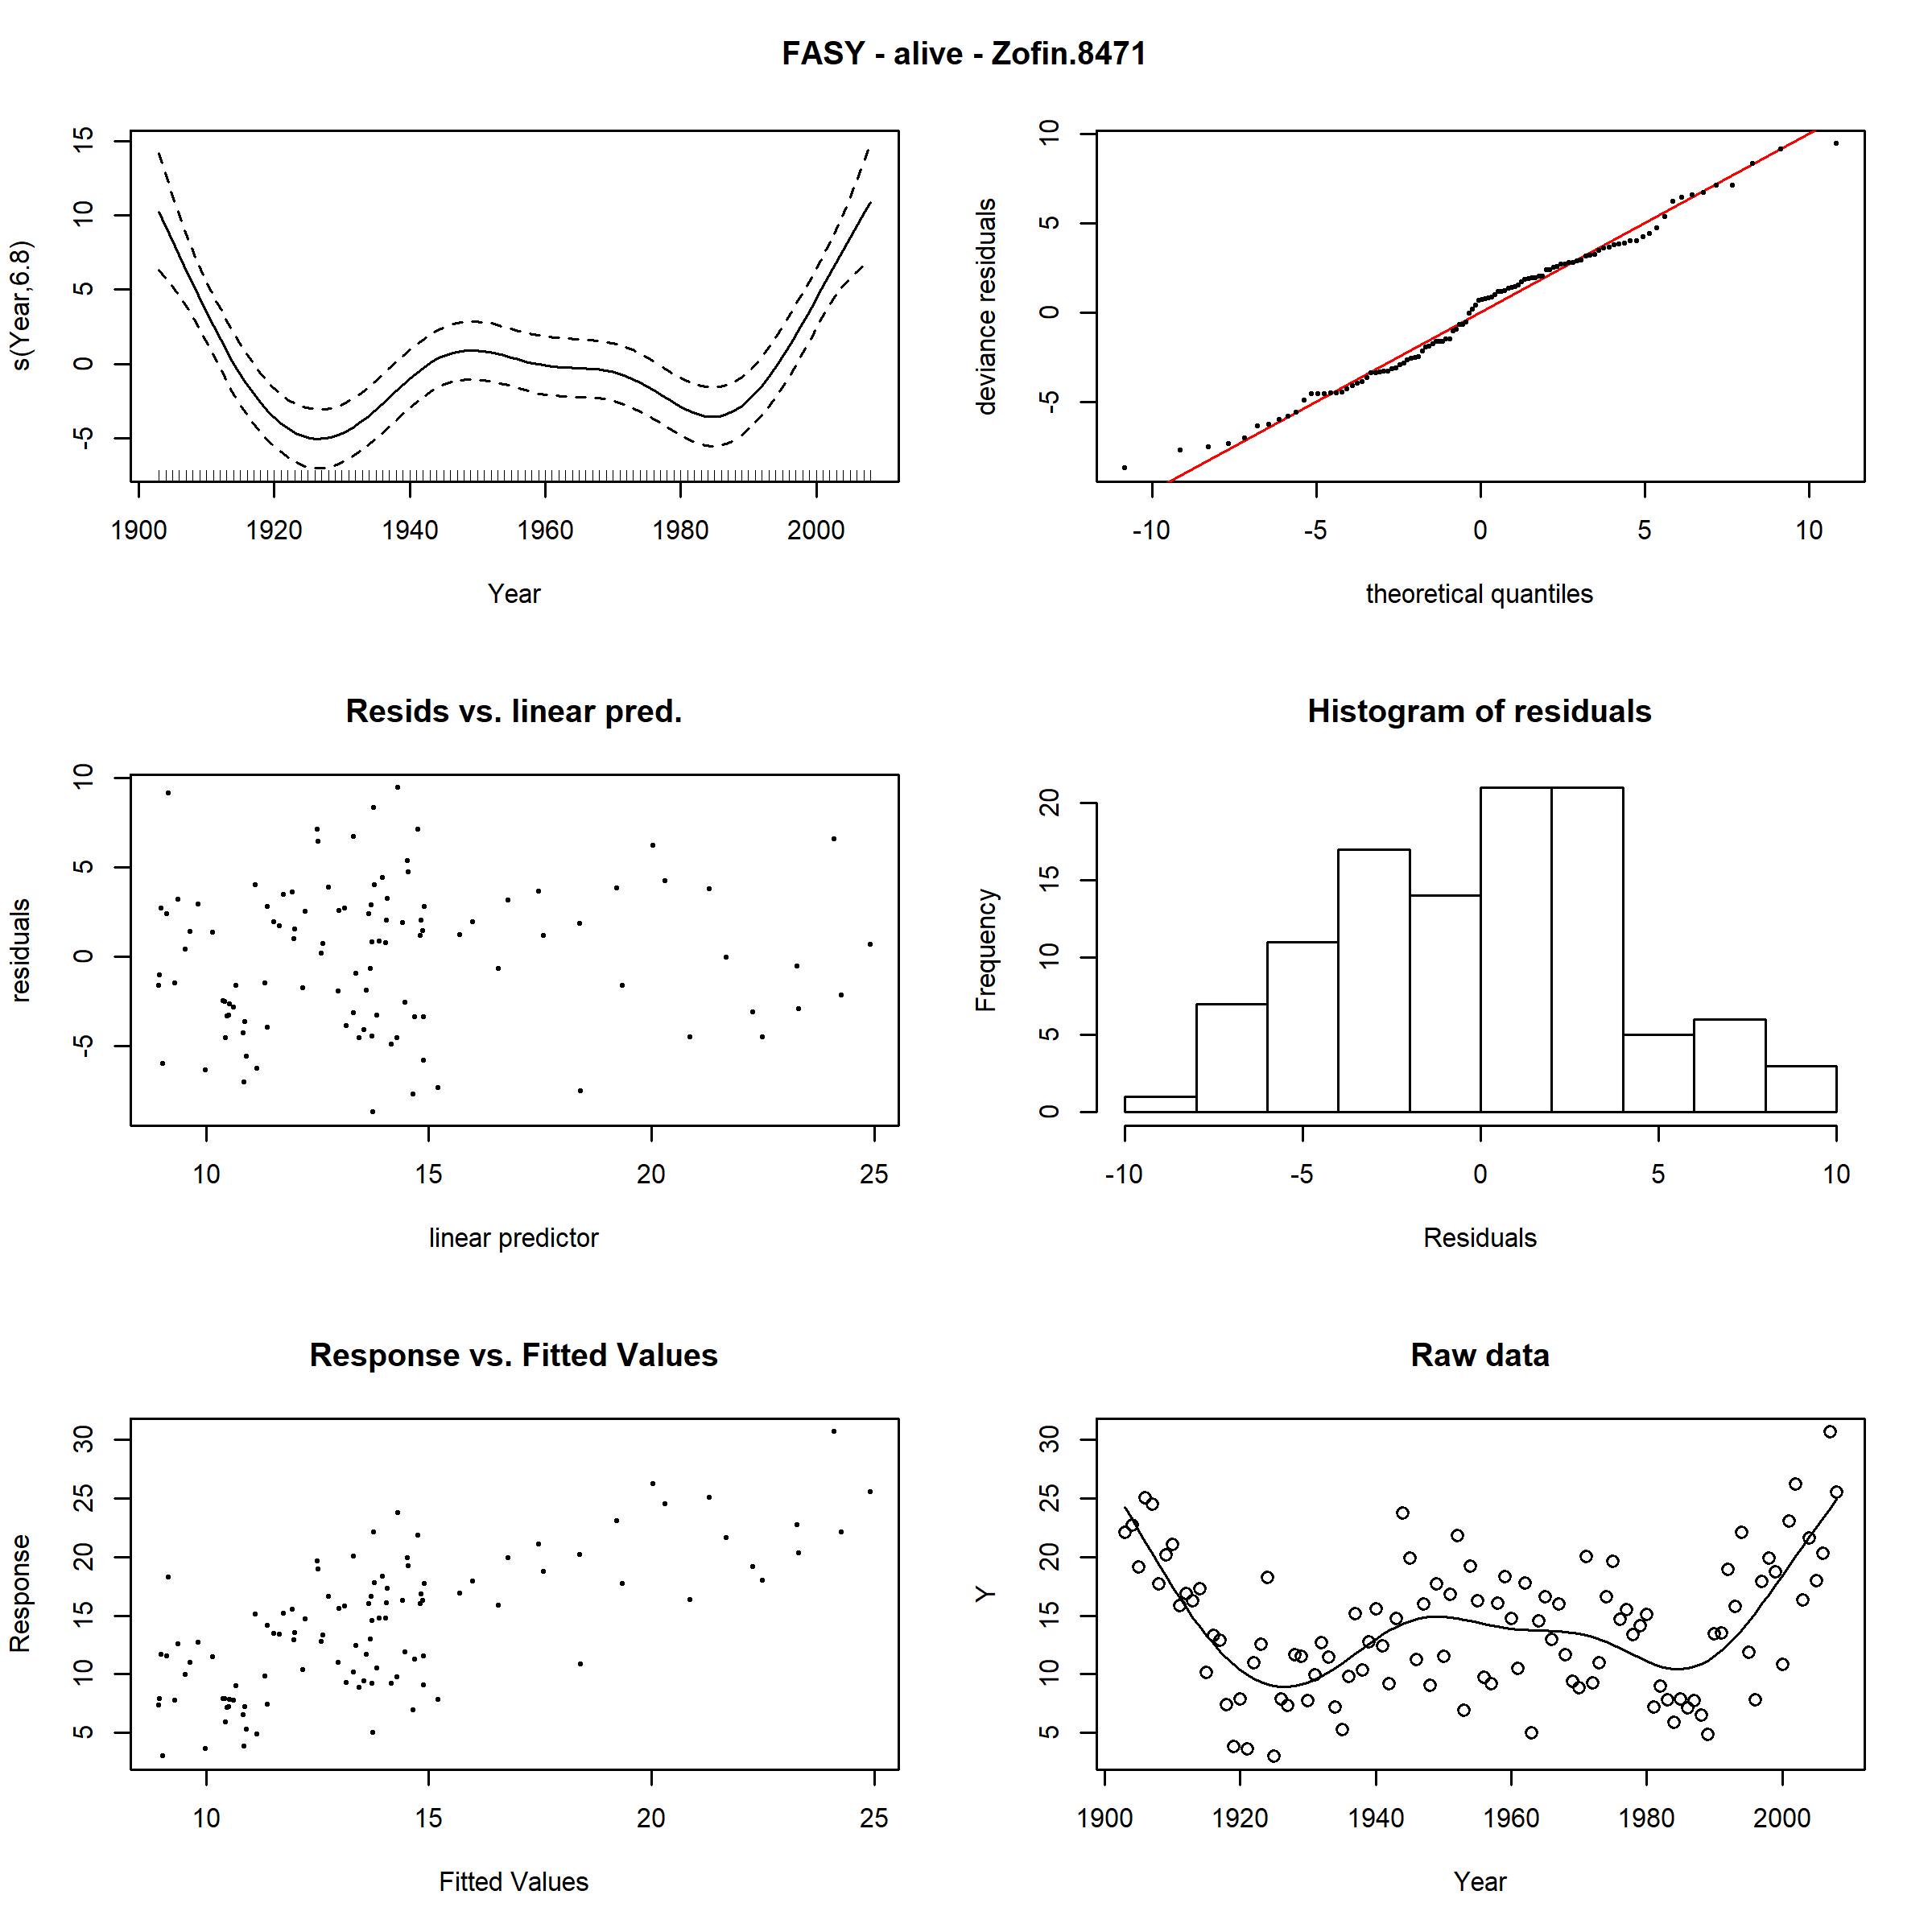 FASY - alive - Zofin.8471
s(Year,6.8)
15
10
5
0
-5
1900 1920 1940 1960 1980 2000
Year
deviance residuals
10
5
0
-5
-10 -5 0 5 10
theoretical quantiles
Resids vs. linear pred.
residuals
10
5
0
-5
10 15 20 25
linear predictor
Histogram of residuals
Frequency
20
15
10
5
0
-10 -5 0 5 10
Residuals
Response vs. Fitted Values
Response
30
25
20
15
10
5
10 15 20 25
Fitted Values
Raw data
Y
30
25
20
15
10
5
1900 1920 1940 1960 1980 2000
Year